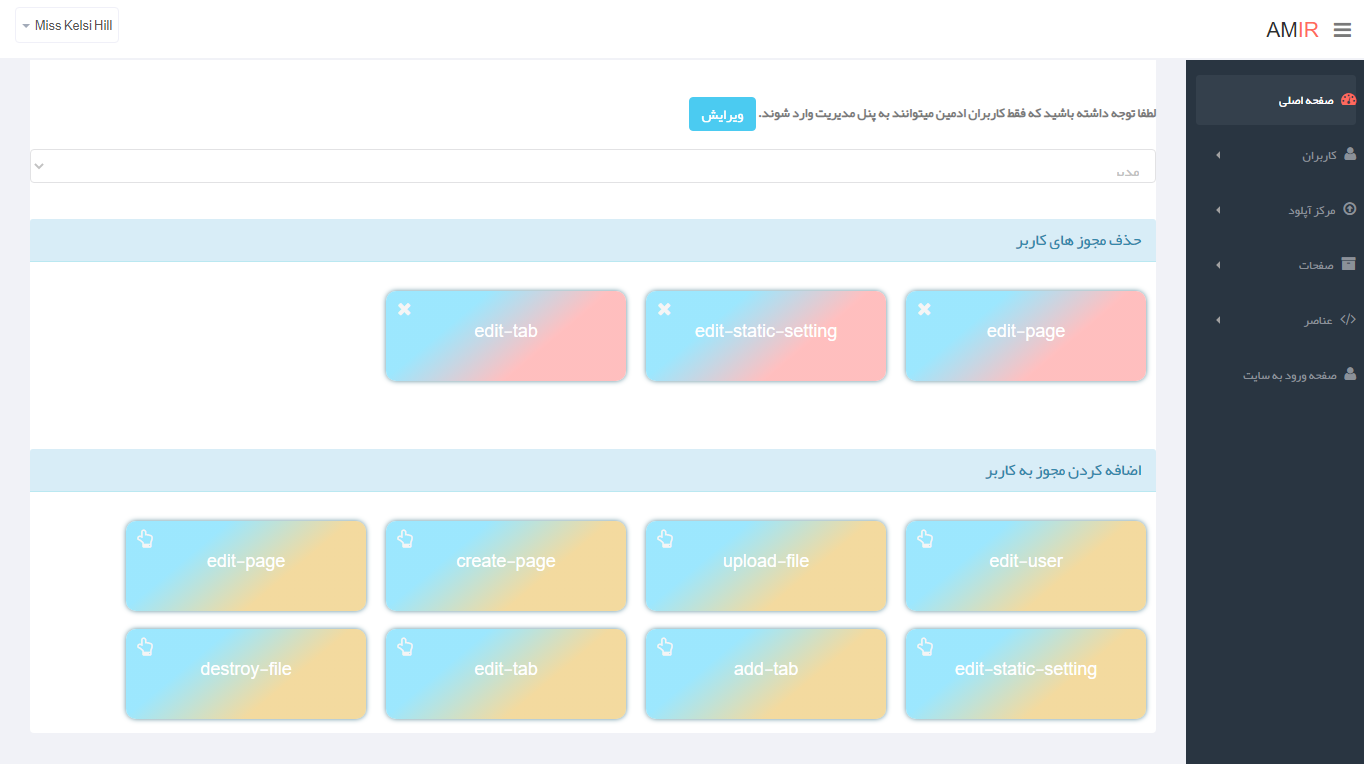 AMIR
Miss Kelsi Hill
صفحه اصلی
کاربران
مرکز آپلود
صفحات
عناصر
صفحه ورود به سایت
لطفا توجه داشته باشید که فقط کاربران ادمین میتوانند به پنل مدیریت وارد شوند. ویرایش
مدیر
حذف مجوز های کاربر
edit-page
edit-static-setting
edit-tab
اضافه کردن مجوز به کاربر
edit-user
upload-file
create-page
edit-page
edit-static-setting
add-tab
edit-tab
destroy-file